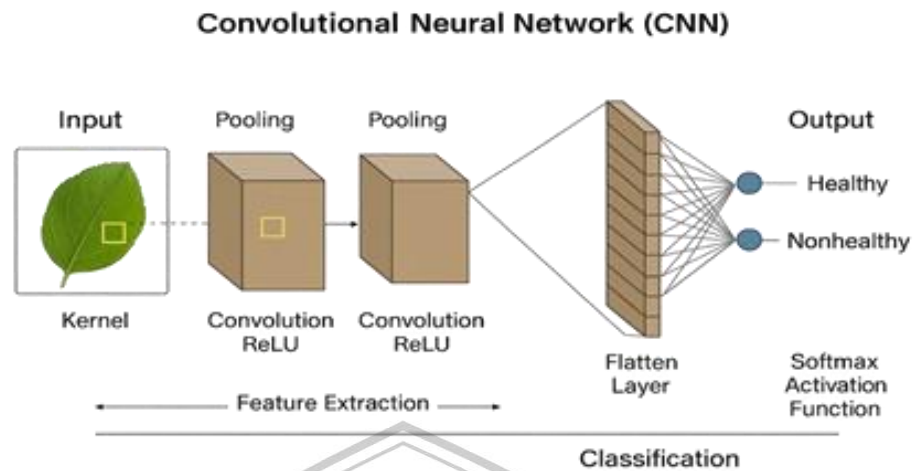 Convolutional Neural Network (CNN)
Input
Pooling
Pooling
Output
Healthy
Nonhealthy
Kernel
Convolution
ReLU
Convolution
ReLU
Flatten
Layer
Softmax
Activation
Function
Feature Extraction
Classification